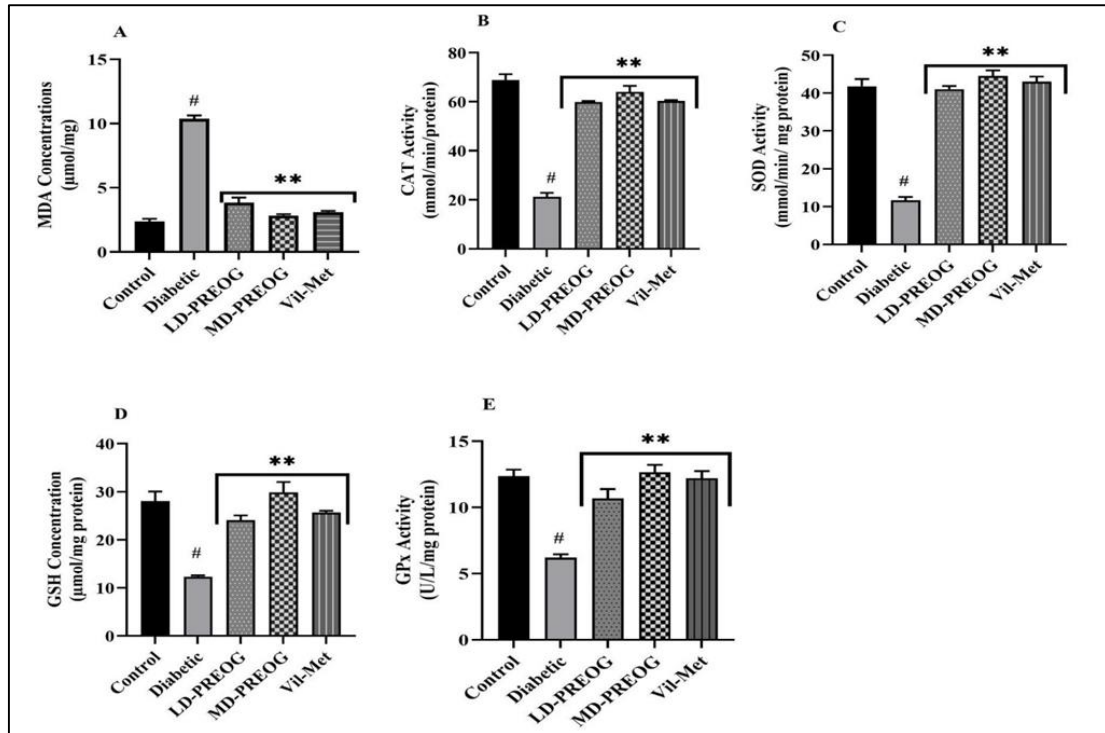 A
MDA Concentrations
(µmol/mg)
15
10
5
0
#
**
Control
Diabetic
LD-PREOG
MD-PREOG
Vil-Met
B
CAT Activity
(mmol/min/protein)
80
60
40
20
0
#
**
Control
Diabetic
LD-PREOG
MD-PREOG
Vil-Met
C
SOD Activity
(mmol/min/ mg protein)
50
40
30
20
10
0
#
**
Control
Diabetic
LD-PREOG
MD-PREOG
Vil-Met
D
GSH Concentration
(µmol/mg protein)
40
30
20
10
0
#
**
Control
Diabetic
LD-PREOG
MD-PREOG
Vil-Met
E
GPx Activity
(U/L/mg protein)
15
10
5
0
#
**
Control
Diabetic
LD-PREOG
MD-PREOG
Vil-Met